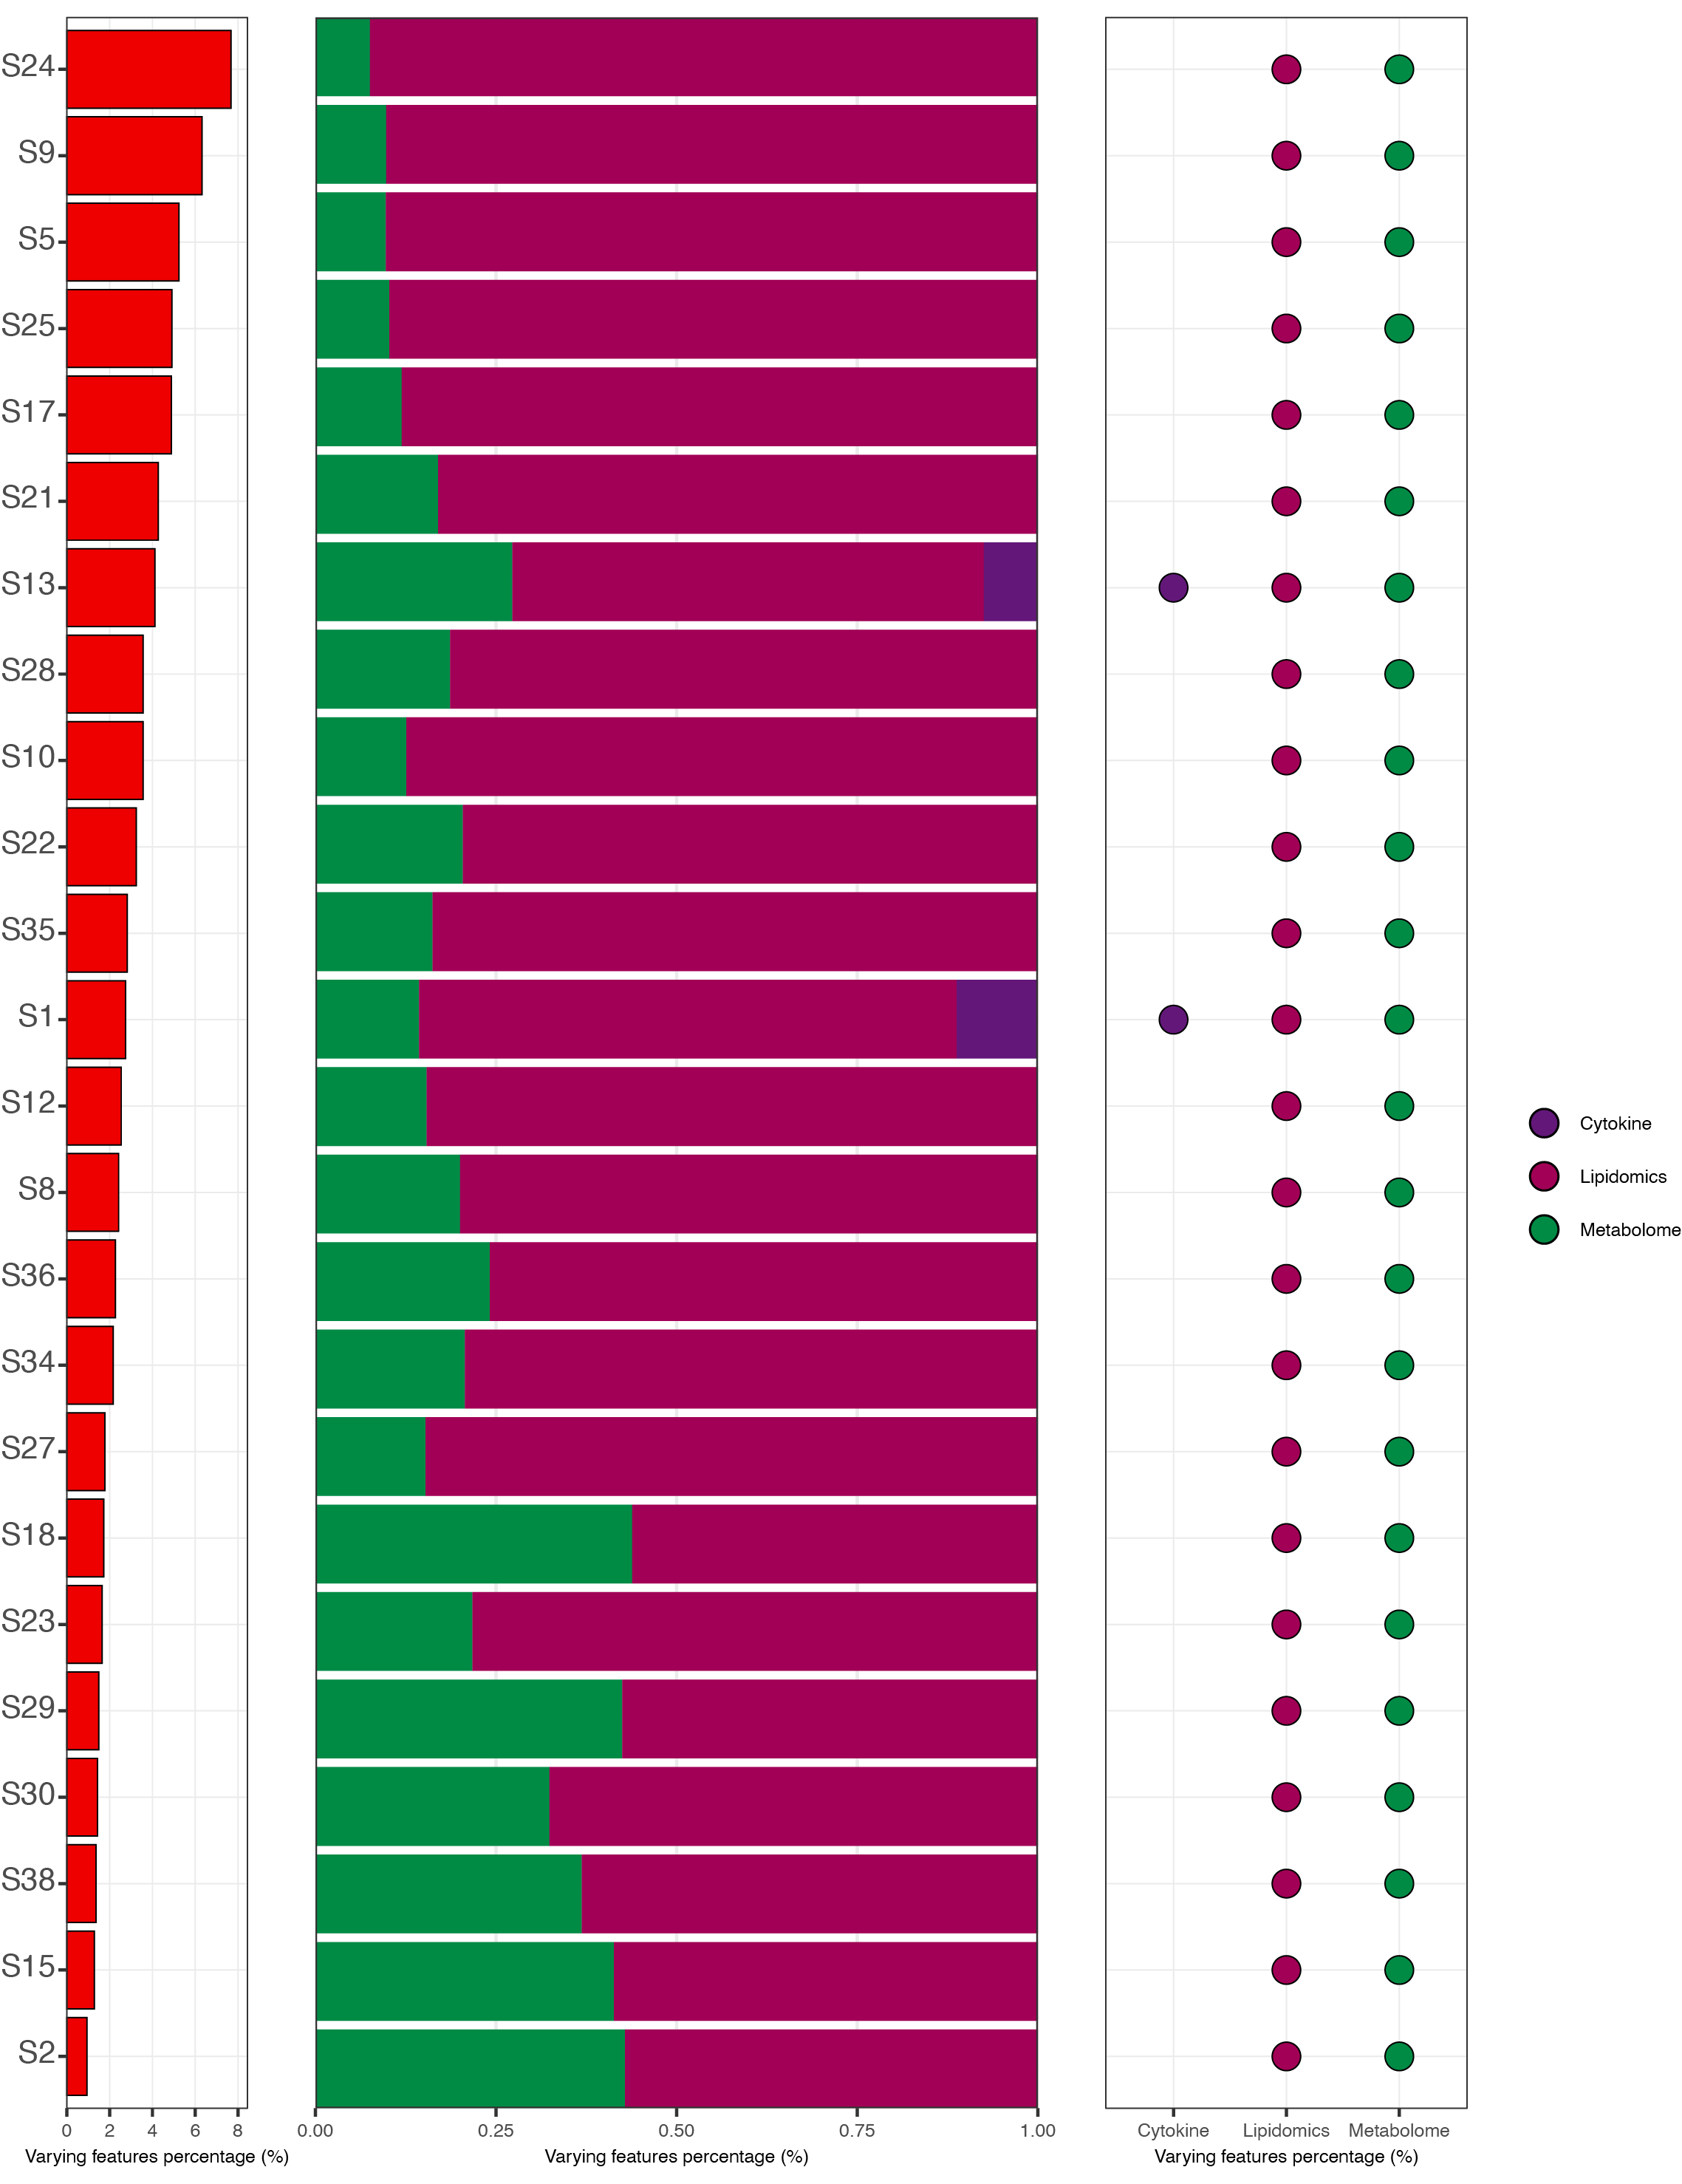 S24
S9
S5
S25
S17
S21
S13
S28
S10
S22
S35
S1
S12
S8
S36
S34
S27
S18
S23
S29
S30
S38
S15
S2
0 2 4 6 8
Varying features percentage (%)
0.00 0.25 0.50 0.75 1.00
Varying features percentage (%)
Cytokine Lipidomics Metabolome
Varying features percentage (%)
Cytokine
Lipidomics
Metabolome